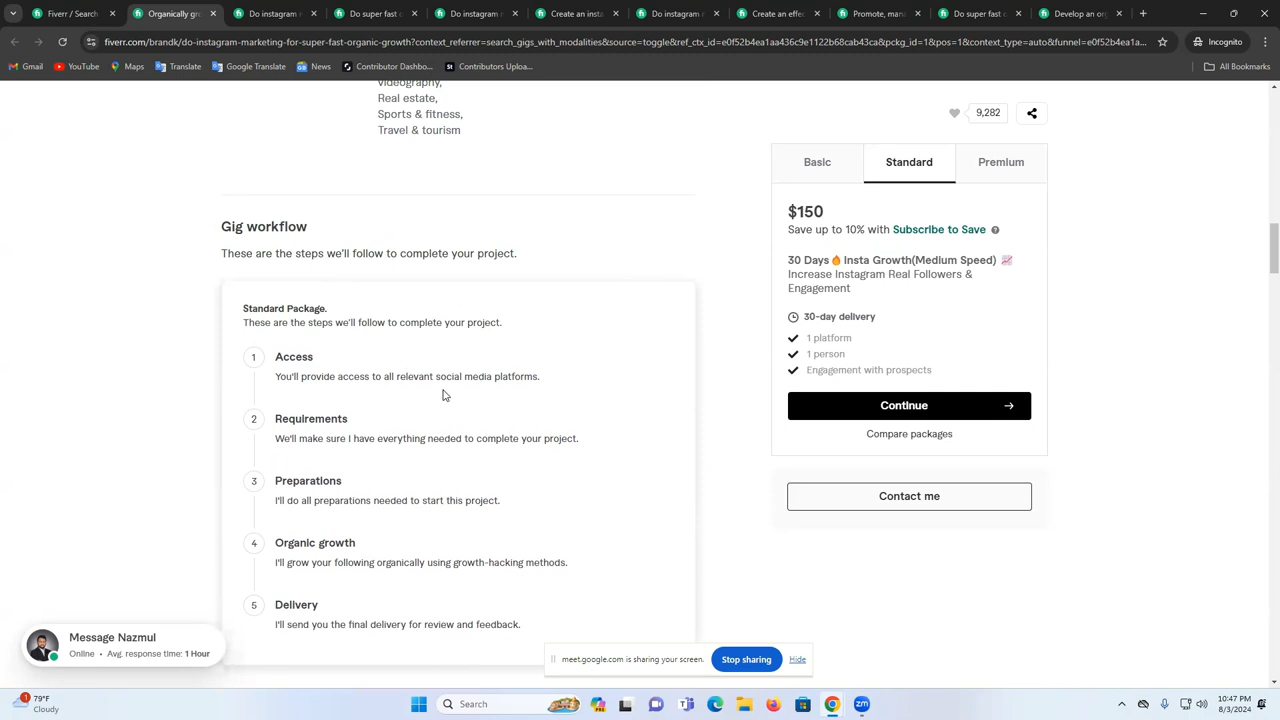 Fiverr / Search
Organically gr
Do instagram r
Do super fast o
Do instagram r
Create an insta
Do instagram r
Create an effec
Promote, mana
Do super fast o
Develop an org
fiverr.com/brandk/do-instagram-marketing-super-fast-organic-growth?context_referrer=search_gigs_with_modalities&source=toggle&ref_ctx_id=e0f52b4ea1aa436c9e1122b68cab43ca&pckg_id=1&pos=1&context_type=auto&funnel=e0f52b4ea1...
Incognito
Gmail
YouTube
Maps
Translate
Google Translate
News
Contributor Dashbo...
Contributors Uploa...
All Bookmarks
videography,
Real estate,
Sports & fitness,
Travel & tourism
9,282
Basic
Standard
Premium
$150
Save up to 10% with Subscribe to Save
30 Days🔥Insta Growth(Medium Speed) 📈
Increase Instagram Real Followers &
Engagement
30-day delivery
1 platform
1 person
Engagement with prospects
Continue
Compare packages
Contact me
Gig workflow
These are the steps we'll follow to complete your project.
Standard Package.
These are the steps we'll follow to complete your project.
1 Access
You'll provide access to all relevant social media platforms.
2 Requirements
We'll make sure I have everything needed to complete your project.
3 Preparations
I'll do all preparations needed to start this project.
4 Organic growth
I'll grow your following organically using growth-hacking methods.
5 Delivery
I'll send you the final delivery for review and feedback.
Message Nazmul
Online • Avg. response time: 1 Hour
meet.google.com is sharing your screen.
Stop sharing
Hide
1
79°F
Cloudy
Search
10:47 PM
8/3/2024